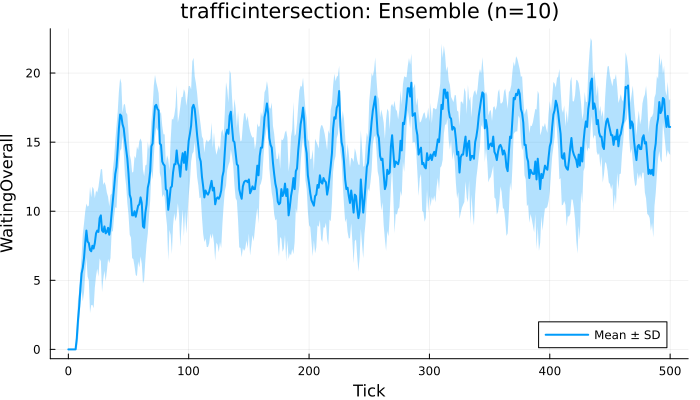 trafficintersection: Ensemble (n=10)
WaitingOverall
20
15
10
5
0
Mean ± SD
0 100 200 300 400 500
Tick